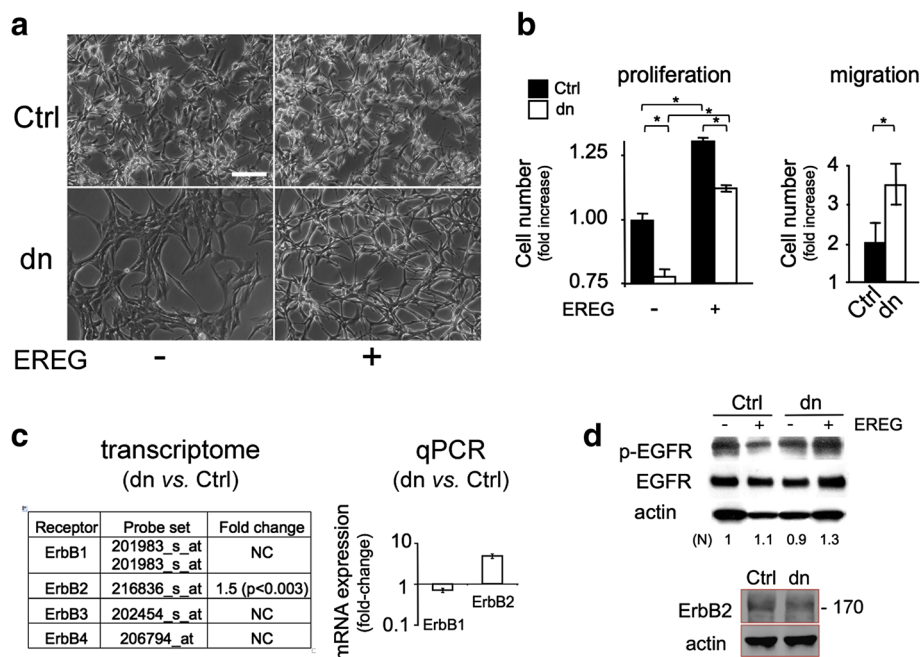 a
Ctrl
dn
EREG - +
b
Ctrl
dn
proliferation
migration
*
*
*
*
*
Cell number
(fold increase)
1.25
1.00
0.75
EREG - +
Cell number
(fold increase)
4
3
2
1
Ctrl
dn
c
transcriptome
(dn vs. Ctrl)
Receptor Probe set Fold change
ErbB1 201983_s_at
201983_s_at NC
ErbB2 216836_s_at 1.5 (p<0.003)
ErbB3 202454_s_at NC
ErbB4 206794_at NC
qPCR
(dn vs. Ctrl)
mRNA expression
(fold-change)
10
1
0.1
ErbB1
ErbB2
d
Ctrl dn
- + - + EREG
p-EGFR
EGFR
actin
(N) 1 1.1 0.9 1.3
Ctrl dn
ErbB2 - 170
actin